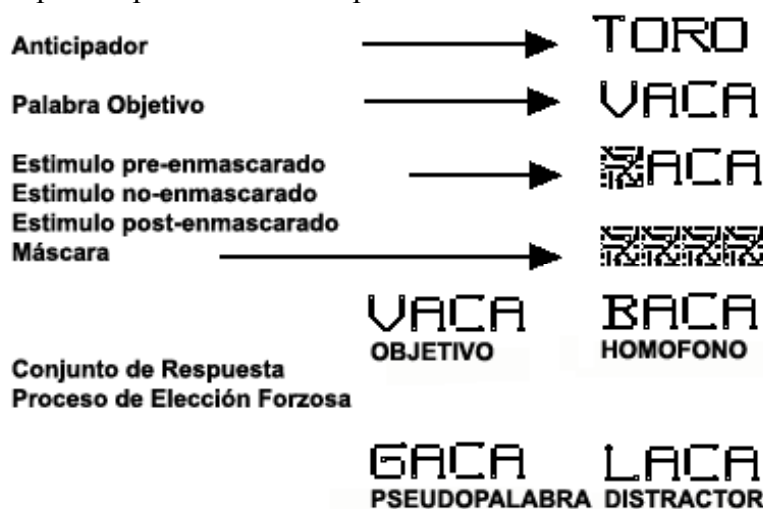 Anticipador TORO
Palabra Objetivo VACA
Estimulo pre-enmascarado ACA
Estimulo no-enmascarado
Estimulo post-enmascarado
Máscara
VACA BACA
OBJETIVO HOMOFONO
Conjunto de Respuesta
Proceso de Elección Forzosa
GACA LACA
PSEUDOPALABRA DISTRACTOR